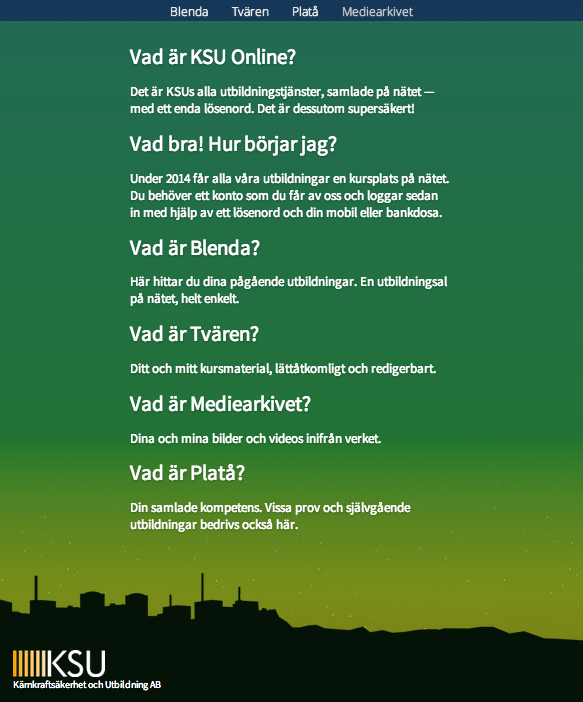 Blenda Tvären Platå Mediearkivet
Vad är KSU Online?
Det är KSUs alla utbildningstjänster, samlade på nätet —
med ett enda lösenord. Det är dessutom supersäkert!
Vad bra! Hur börjar jag?
Under 2014 får alla våra utbildningar en kursplats på nätet.
Du behöver ett konto som du får av oss och loggar sedan
in med hjälp av ett lösenord och din mobil eller bankdosa.
Vad är Blenda?
Här hittar du dina pågående utbildningar. En utbildningsal
på nätet, helt enkelt.
Vad är Tvären?
Ditt och mitt kursmaterial, lättåtkomligt och redigerbart.
Vad är Mediearkivet?
Dina och mina bilder och videos inifrån verket.
Vad är Platå?
Din samlade kompetens. Vissa prov och självgående
utbildningar bedrivs också här.
KSU
Kärnkraftsäkerhet och Utbildning AB